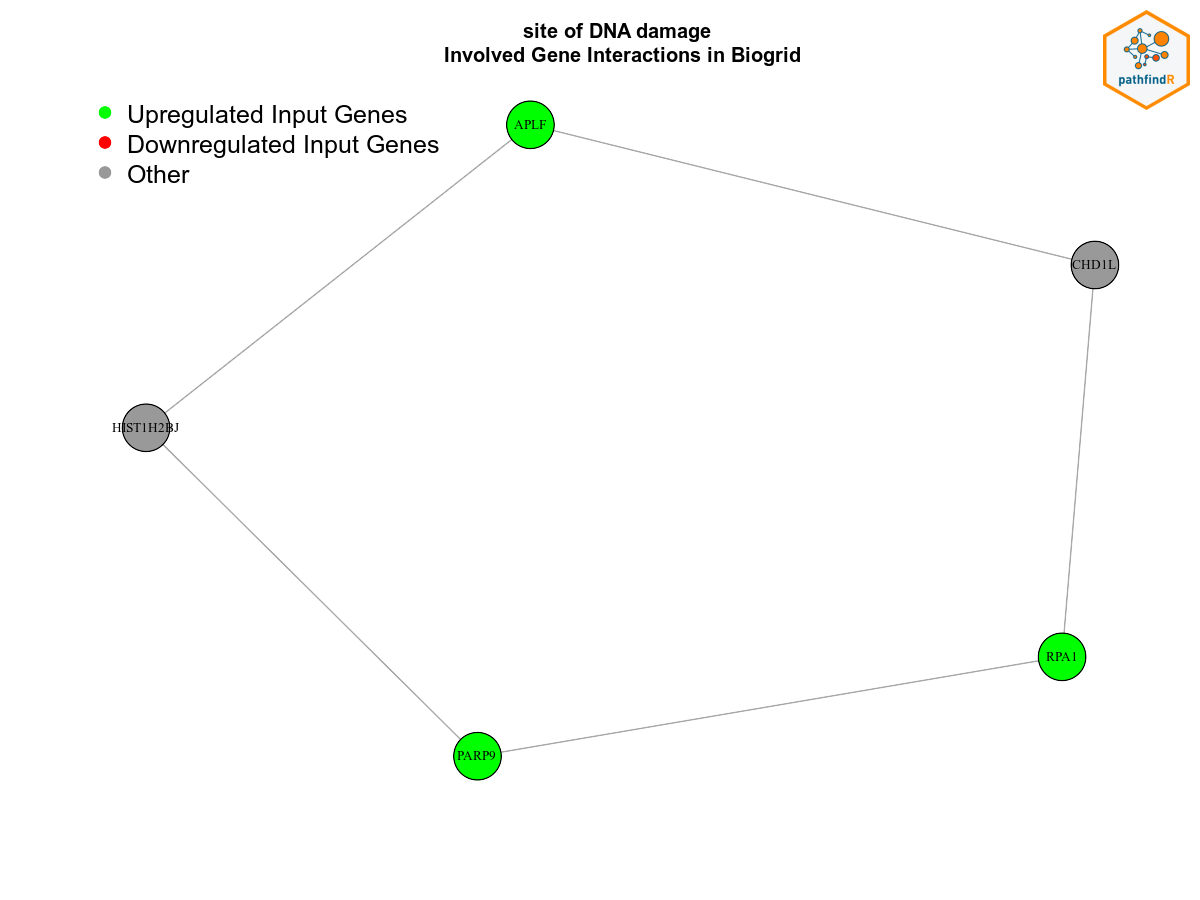 site of DNA damage
Involved Gene Interactions in Biogrid
pathfindR
Upregulated Input Genes
Downregulated Input Genes
Other
APLF
CHD1L
HIST1H2BJ
RPA1
PARP9